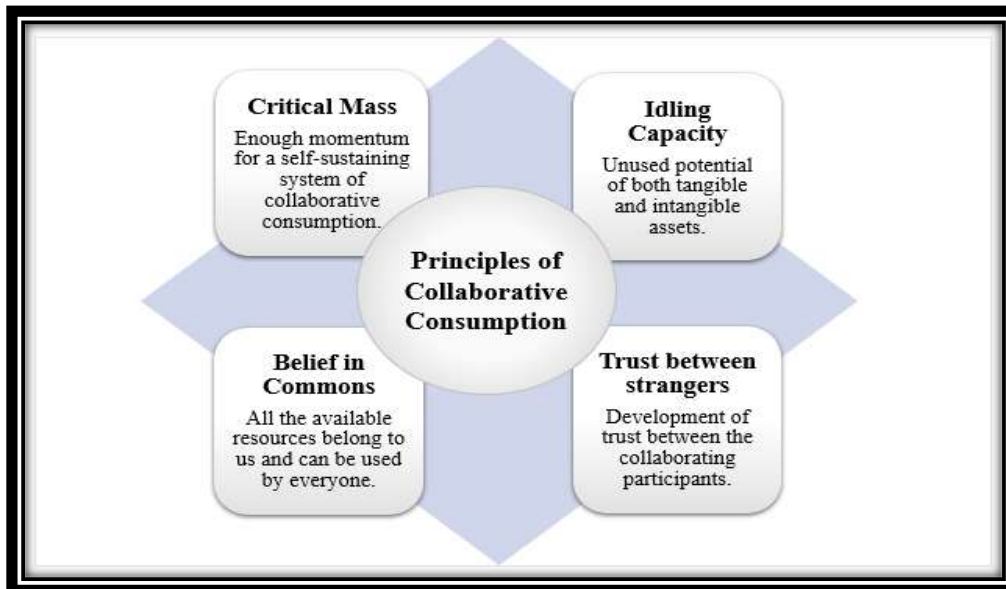 Critical Mass
Enough momentum
for a self-sustaining
system of
collaborative
consumption.
Idling
Capacity
Unused potential
of both tangible
and intangible
assets.
Principles of
Collaborative
Consumption
Belief in
Commons
All the available
resources belong to
us and can be used
by everyone.
Trust between
strangers
Development of
trust between the
collaborating
participants.